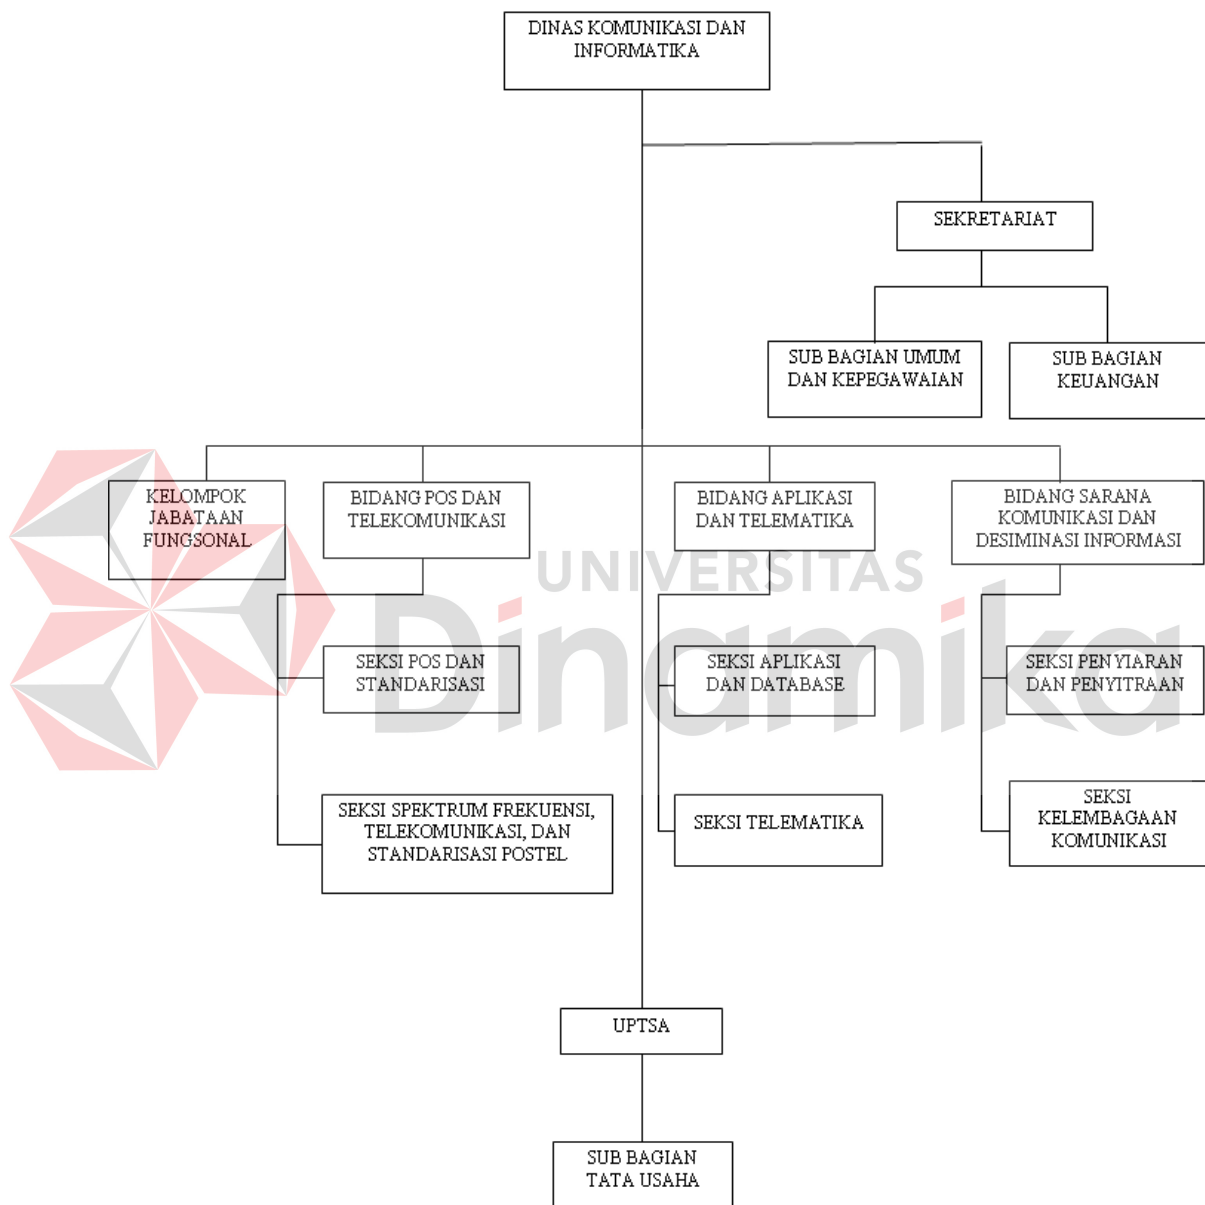 DINAS KOMUNIKASI DAN
INFORMATIKA
SEKRETARIAT
SUB BAGIAN UMUM
DAN KEPEGAWAIAN
SUB BAGIAN
KEUANGAN
KELOMPOK
JABATAAN
FUNGSONAL
BIDANG POS DAN
TELEKOMUNIKASI
BIDANG APLIKASI
DAN TELEMATIKA
BIDANG SARANA
KOMUNIKASI DAN
DESIMINASI INFORMASI
UNIVERSITAS
Dinamika
SEKSI POS DAN
STANDARISASI
SEKSI APLIKASI
DAN DATABASE
SEKSI PENYIARAN
DAN PENYITRAAN
SEKSI SPEKTRUM FREKUENSI,
TELEKOMUNIKASI, DAN
STANDARISASI POSTEL
SEKSI TELEMATIKA
SEKSI
KELEMBAGAAN
KOMUNIKASI
UPTSA
SUB BAGIAN
TATA USAHA